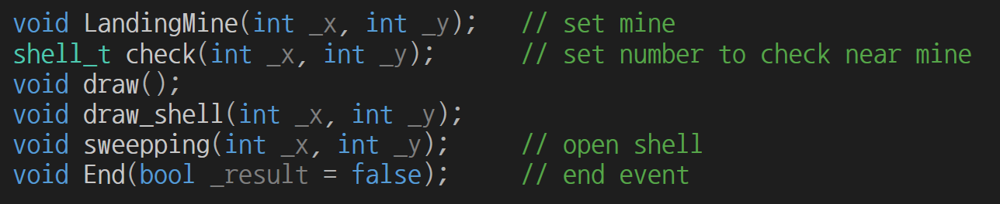 void LandingMine(int _x, int _y);   // set mine
shell_t check(int _x, int _y);      // set number to check near mine
void draw();
void draw_shell(int _x, int _y);
void sweepping(int _x, int _y);     // open shell
void End(bool _result = false);     // end event